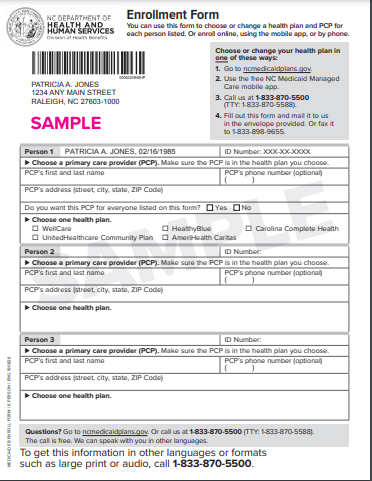 NC DEPARTMENT OF
HEALTH AND
HUMAN SERVICES
Division of Health Benefits
Enrollment Form
You can use this form to choose or change a health plan and PCP for
each person listed. Or enroll online, using the mobile app, or by phone.
PATRICIA A. JONES
1234 ANY MAIN STREET
RALEIGH, NC 27603-1000
SAMPLE
Choose or change your health plan in
one of these ways:
1. Go to ncmedicaidplans.gov.
2. Use the free NC Medicaid Managed
Care mobile app.
3. Call us at 1-833-870-5500
(TTY: 1-833-870-5588).
4. Fill out this form and mail it to us
in the envelope provided. Or fax it
to 1-833-898-9655.
Person 1 PATRICIA A. JONES, 02/16/1985 ID Number: XXX-XX-XXXX
Choose a primary care provider (PCP). Make sure the PCP is in the health plan you choose.
PCP's first and last name PCP's phone number (optional)
( )
PCP's address (street, city, state, ZIP Code)
Do you want this PCP for everyone listed on this form? Yes No
Choose one health plan.
WellCare HealthyBlue Carolina Complete Health
UnitedHealthcare Community Plan AmeriHealth Caritas
SAMPLE
Person 2 ID Number:
Choose a primary care provider (PCP). Make sure the PCP is in the health plan you choose.
PCP's first and last name PCP's phone number (optional)
( )
PCP's address (street, city, state, ZIP Code)
Choose one health plan.
Person 3 ID Number:
Choose a primary care provider (PCP). Make sure the PCP is in the health plan you choose.
PCP's first and last name PCP's phone number (optional)
( )
PCP's address (street, city, state, ZIP Code)
Choose one health plan.
Questions? Go to ncmedicaidplans.gov. Or call us at 1-833-870-5500 (TTY: 1-833-870-5588).
The call is free. We can speak with you in other languages.
To get this information in other languages or formats
such as large print or audio, call 1-833-870-5500.